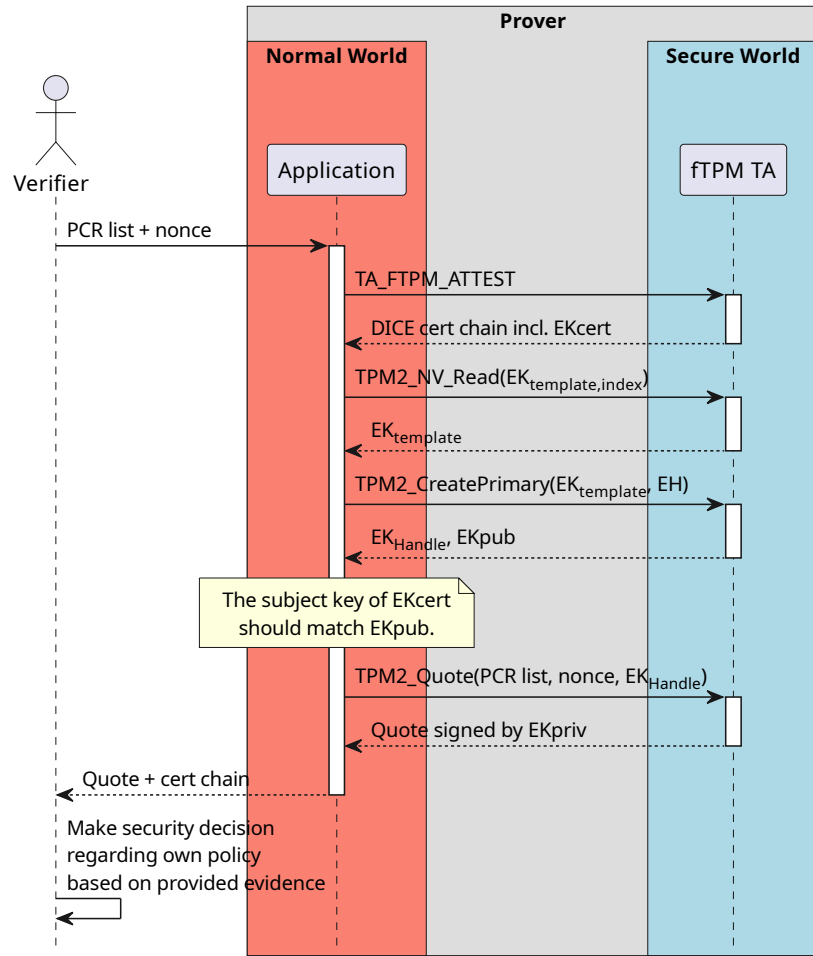 Prover
Normal World
Secure World
Verifier
Application
fTPM TA
PCR list + nonce
TA_FTPM_ATTEST
DICE cert chain incl. EKcert
TPM2_NV_Read(EKtemplate,index)
EKtemplate
TPM2_CreatePrimary(EKtemplate, EH)
EKHandle, EKpub
The subject key of EKcert
should match EKpub.
TPM2_Quote(PCR list, nonce, EKHandle)
Quote signed by EKpriv
Quote + cert chain
Make security decision
regarding own policy
based on provided evidence